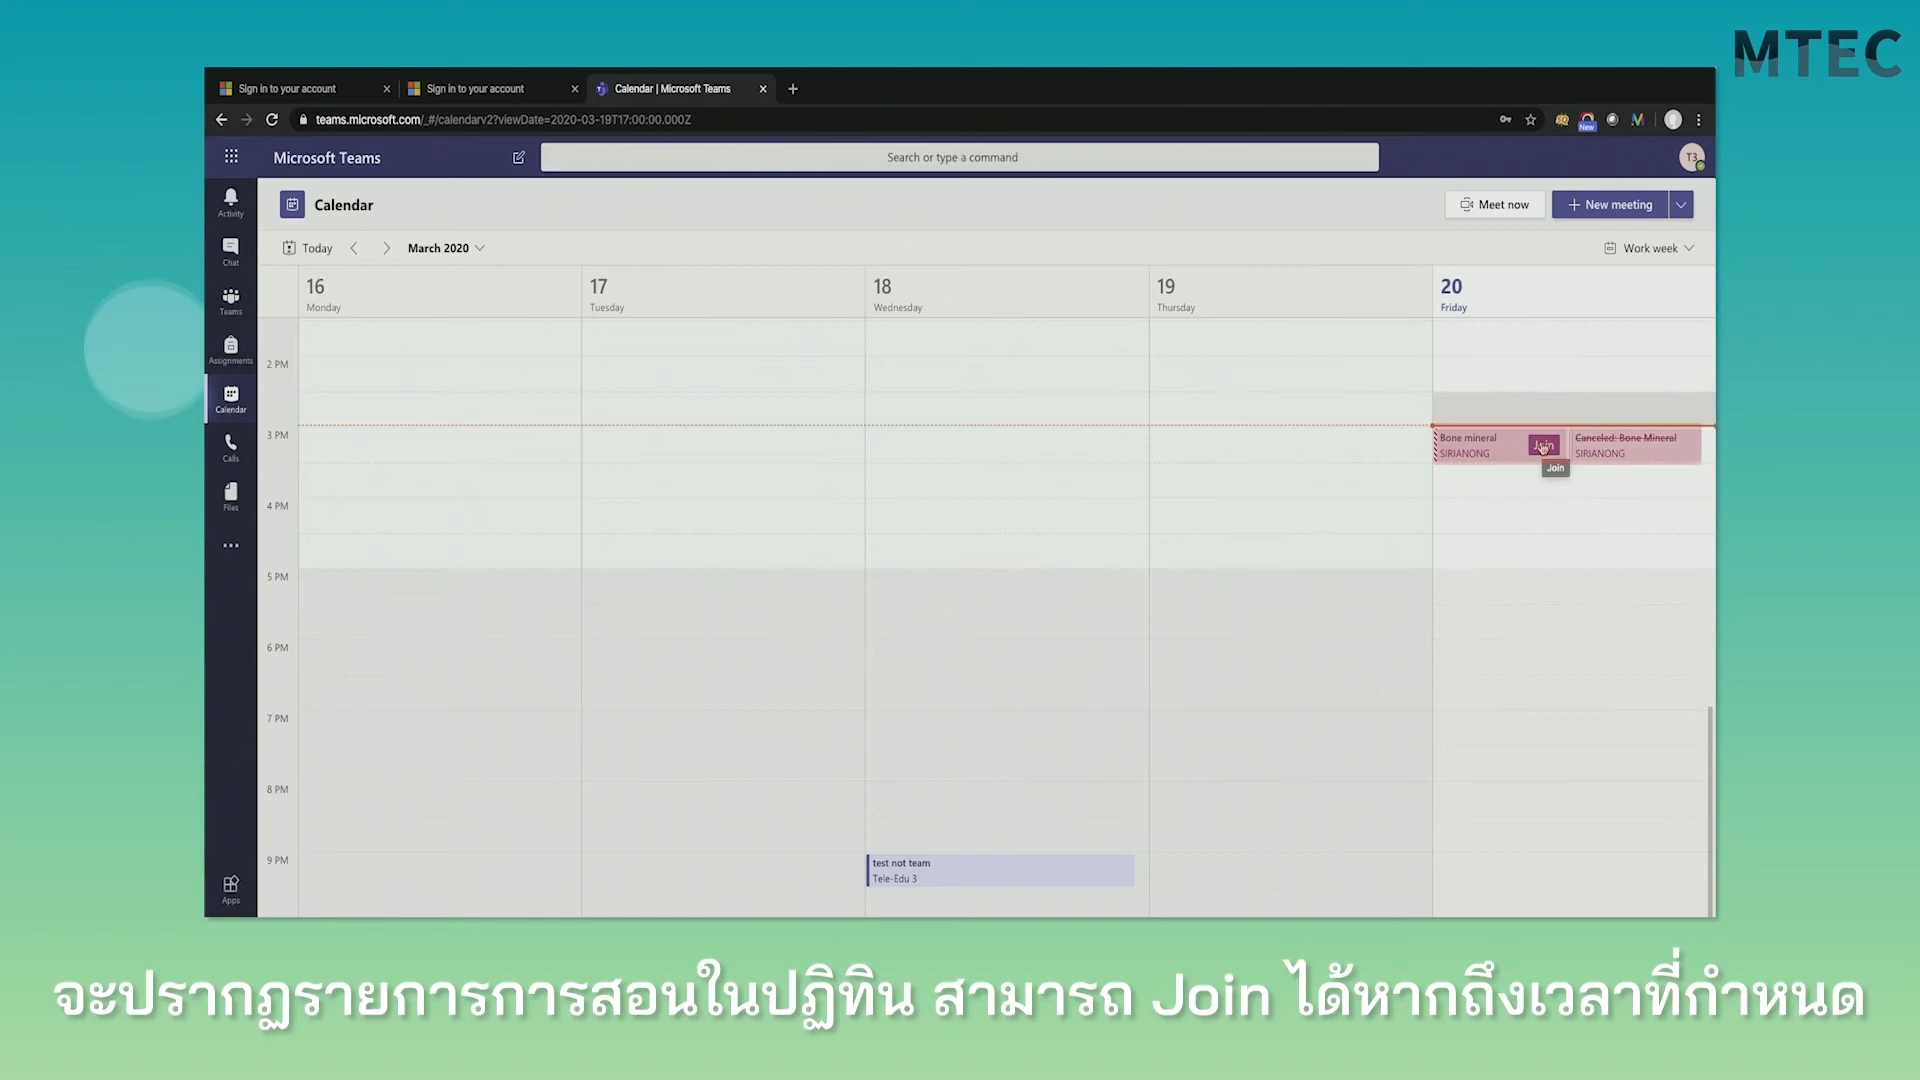 MTEC
Sign in to your account
Sign in to your account
Calendar | Microsoft Teams
teams.microsoft.com/_#/calendarv2?viewDate=2020-03-19T17:00:00.000Z
New
Microsoft Teams
Search or type a command
T3
Activity
Chat
Teams
Assignments
Calendar
Calls
Files
Apps
Calendar
Meet now
New meeting
Today
March 2020
Work week
16
Monday
17
Tuesday
18
Wednesday
19
Thursday
20
Friday
2 PM
3 PM
4 PM
5 PM
6 PM
7 PM
8 PM
9 PM
Bone mineral
SIRIANONG
Join
Join
Canceled: Bone Mineral
SIRIANONG
test not team
Tele-Edu 3
จะปรากฏรายการการสอนในปฏิทิน สามารถ Join ได้หากถึงเวลาที่กำหนด